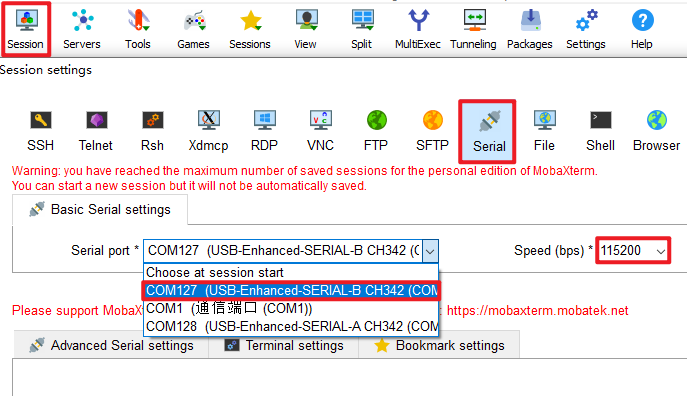 Session Servers Tools Games Sessions View Split MultiExec Tunneling Packages Settings Help
Session settings
SSH Telnet Rsh Xdmcp RDP VNC FTP SFTP Serial File Shell Browser
Warning: you have reached the maximum number of saved sessions for the personal edition of MobaXterm.
You can start a new session but it will not be automatically saved.
Basic Serial settings
Serial port * COM127 (USB-Enhanced-SERIAL-B CH342 (C Speed (bps) * 115200
Choose at session start
COM127 (USB-Enhanced-SERIAL-B CH342 (COM
COM1 (通信端口 (COM1))
Please support MobaX : https://mobaxterm.mobatek.net
COM128 (USB-Enhanced-SERIAL-A CH342 (COM
Advanced Serial settings Terminal settings Bookmark settings